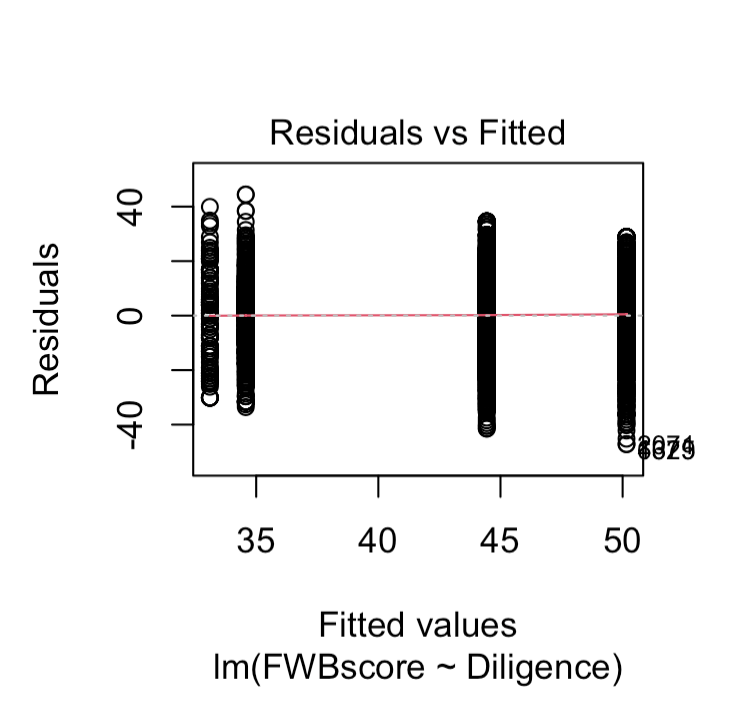 Residuals vs Fitted
Residuals
40
0
-40
35 40 45 50
Fitted values
lm(FWBscore ~ Diligence)